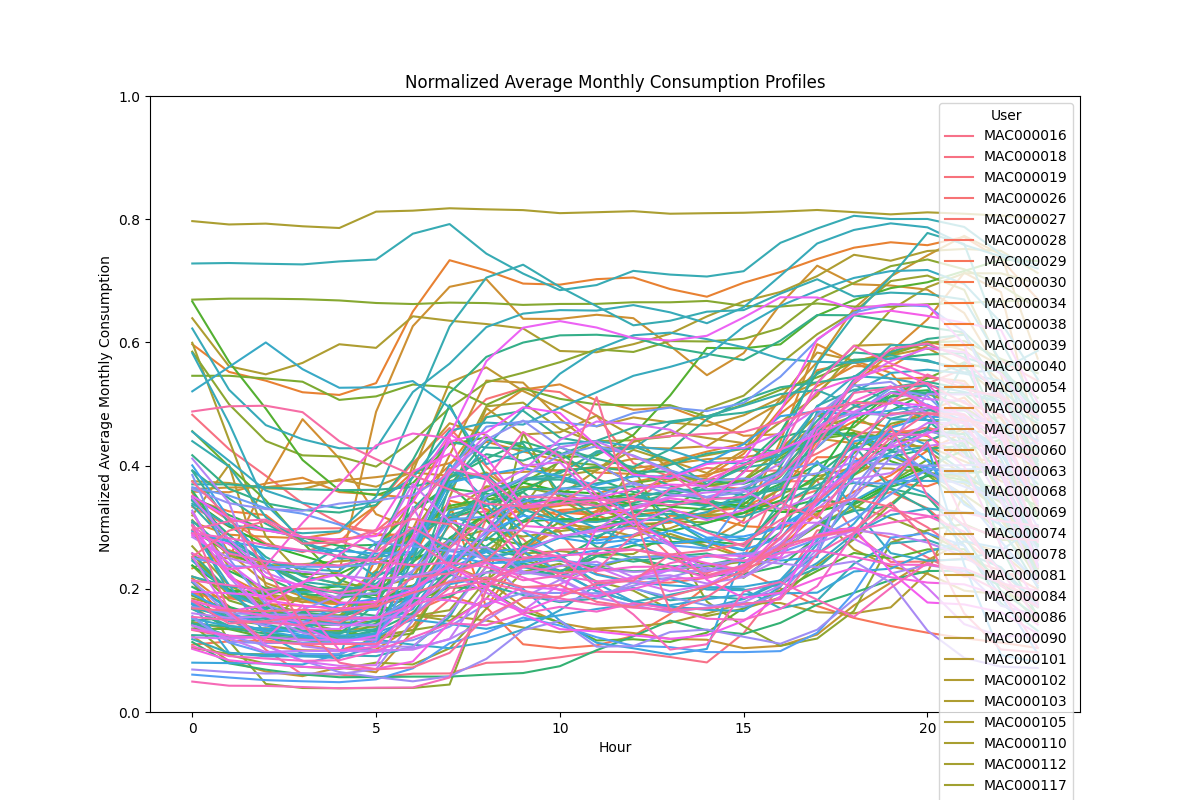 Normalized Average Monthly Consumption Profiles
Normalized Average Monthly Consumption
1.0
0.8
0.6
0.4
0.2
0.0
0
5
10
15
20
Hour
User
MAC000016
MAC000018
MAC000019
MAC000026
MAC000027
MAC000028
MAC000029
MAC000030
MAC000034
MAC000038
MAC000039
MAC000040
MAC000054
MAC000055
MAC000057
MAC000060
MAC000063
MAC000068
MAC000069
MAC000074
MAC000078
MAC000081
MAC000084
MAC000086
MAC000090
MAC000101
MAC000102
MAC000103
MAC000105
MAC000110
MAC000112
MAC000117